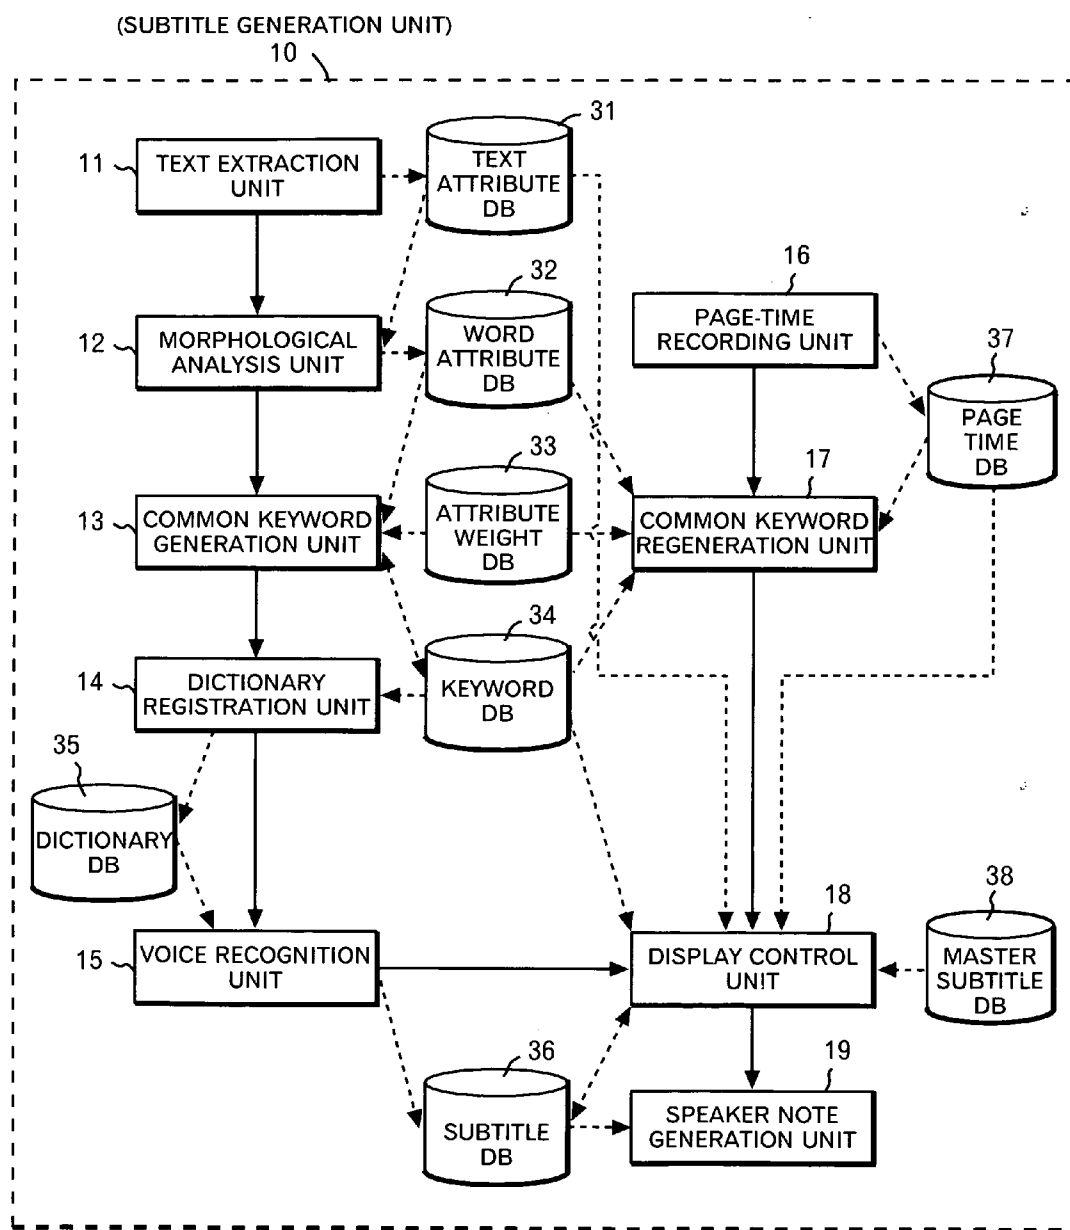 (SUBTITLE GENERATION UNIT)
10
31
11
TEXT EXTRACTION
UNIT
TEXT
ATTRIBUTE
DB
16
32
12
MORPHOLOGICAL
ANALYSIS UNIT
WORD
ATTRIBUTE
DB
PAGE-TIME
RECORDING UNIT
37
PAGE
TIME
DB
33
17
13
COMMON KEYWORD
GENERATION UNIT
ATTRIBUTE
WEIGHT
DB
COMMON KEYWORD
REGENERATION UNIT
34
14
DICTIONARY
REGISTRATION UNIT
KEYWORD
DB
35
DICTIONARY
DB
18
38
15
VOICE RECOGNITION
UNIT
DISPLAY CONTROL
UNIT
MASTER
SUBTITLE
DB
36
19
SUBTITLE
DB
SPEAKER NOTE
GENERATION UNIT